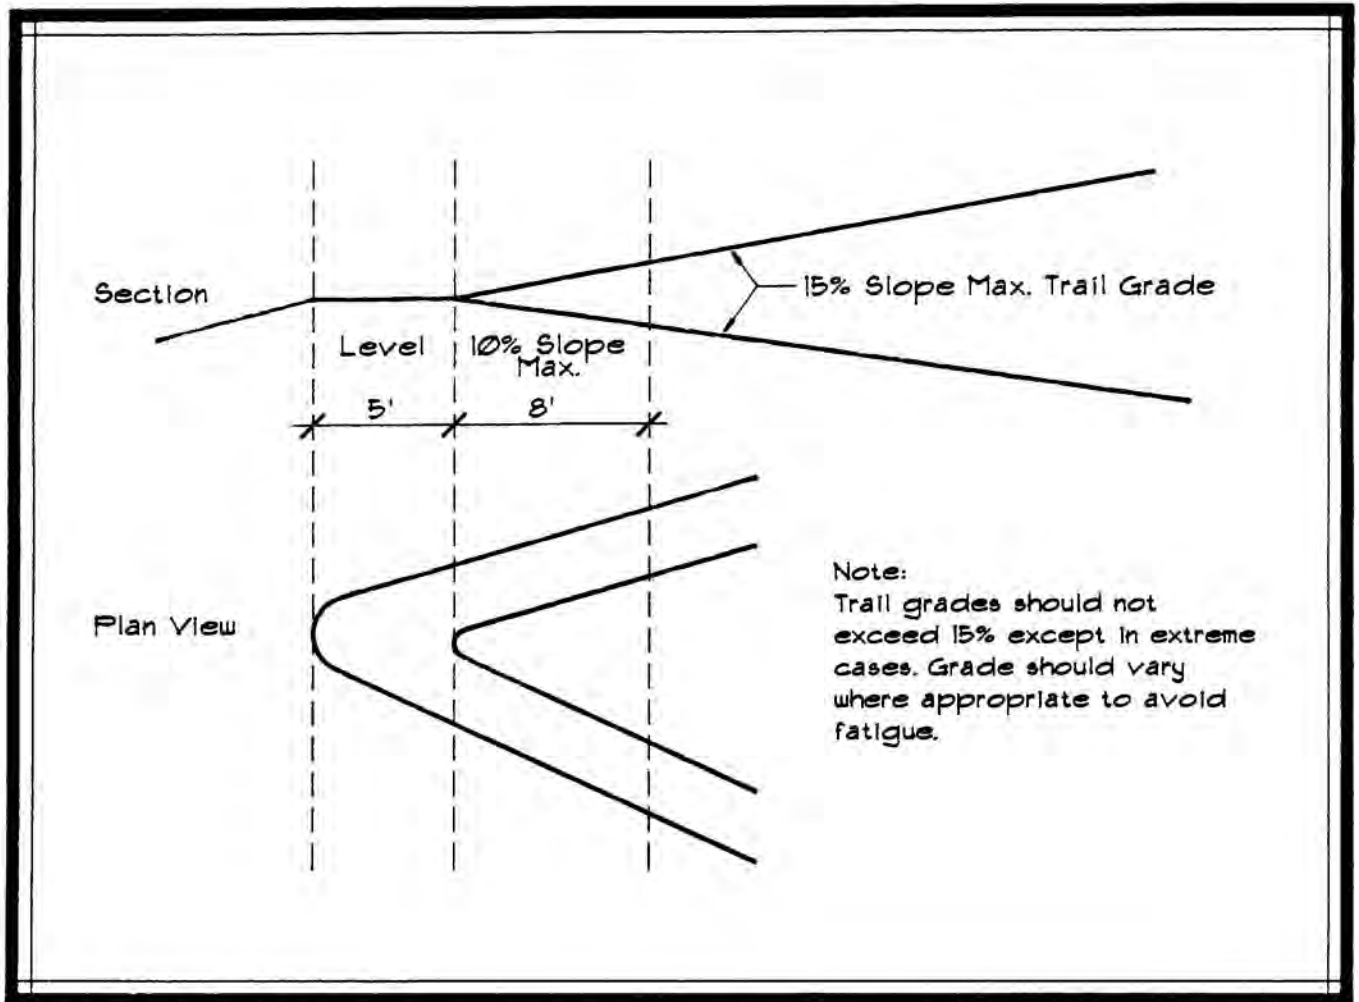 Section
15% Slope Max. Trail Grade
Level
10% Slope
Max.
5'
8'
Plan View
Note:
Trail grades should not
exceed 15% except in extreme
cases. Grade should vary
where appropriate to avoid
fatigue.